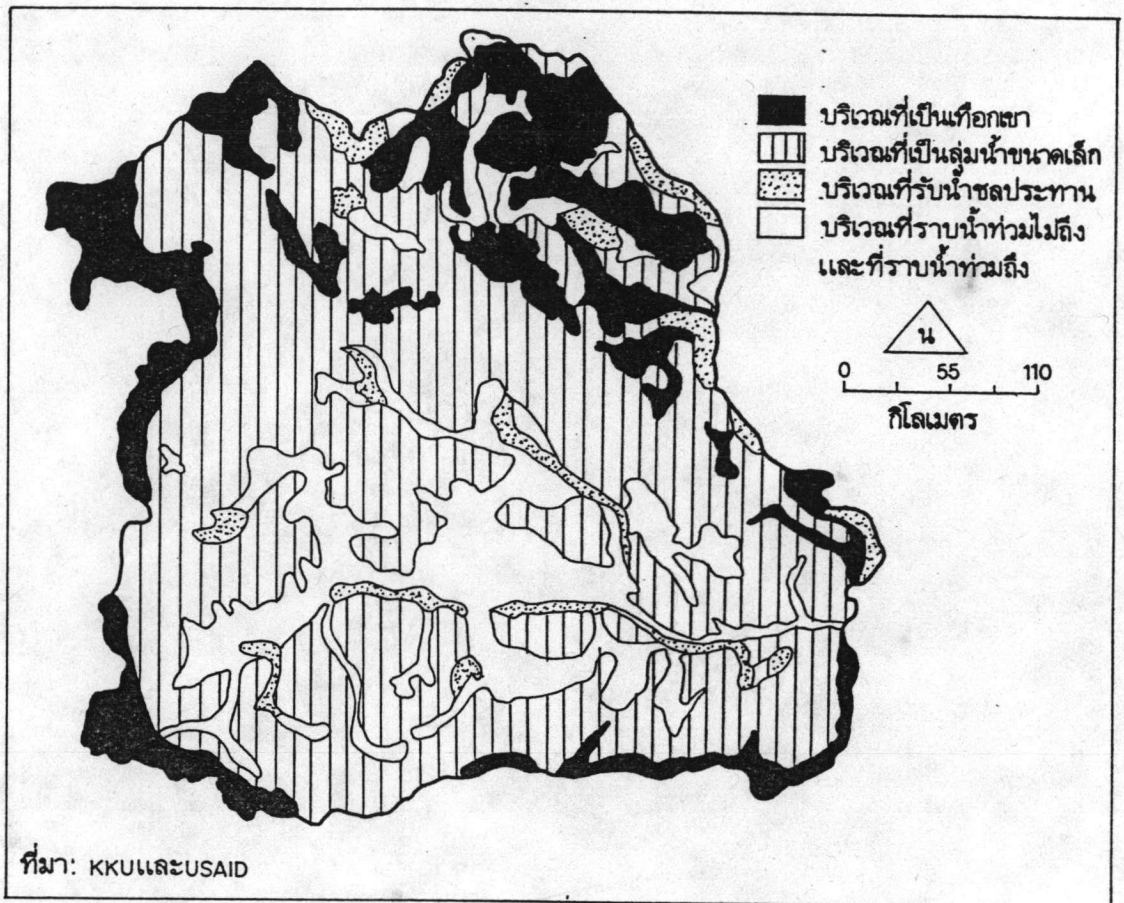 บริเวณที่เป็นเทือกเขา
บริเวณที่เป็นลุ่มน้ำขนาดเล็ก
บริเวณที่รับน้ำชลประทาน
บริเวณที่ราบน้ำท่วมไม่ถึง
และที่ราบน้ำท่วมถึง
น
0 55 110
กิโลเมตร
ที่มา: KKUและUSAID